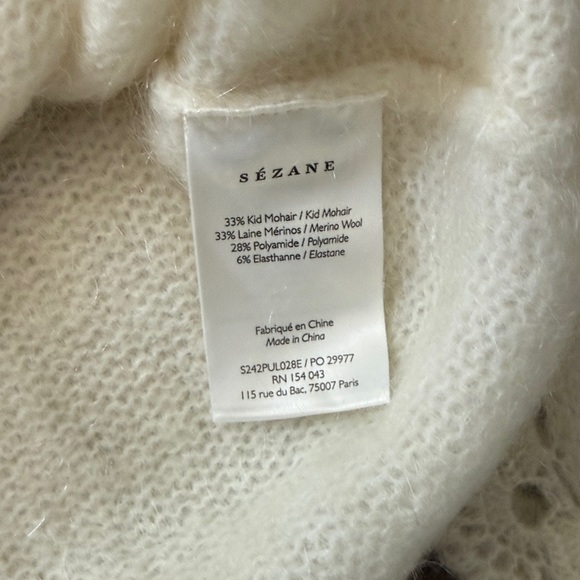 SÉZANE
33% Kid Mohair / Kid Mohair
33% Laine Mérinos / Merino Wool
28% Polyamide / Polyamide
6% Elasthanne / Elastane
Fabriqué en Chine
Made in China
S242PUL028E / PO 29977
RN 154 043
115 rue du Bac, 75007 Paris